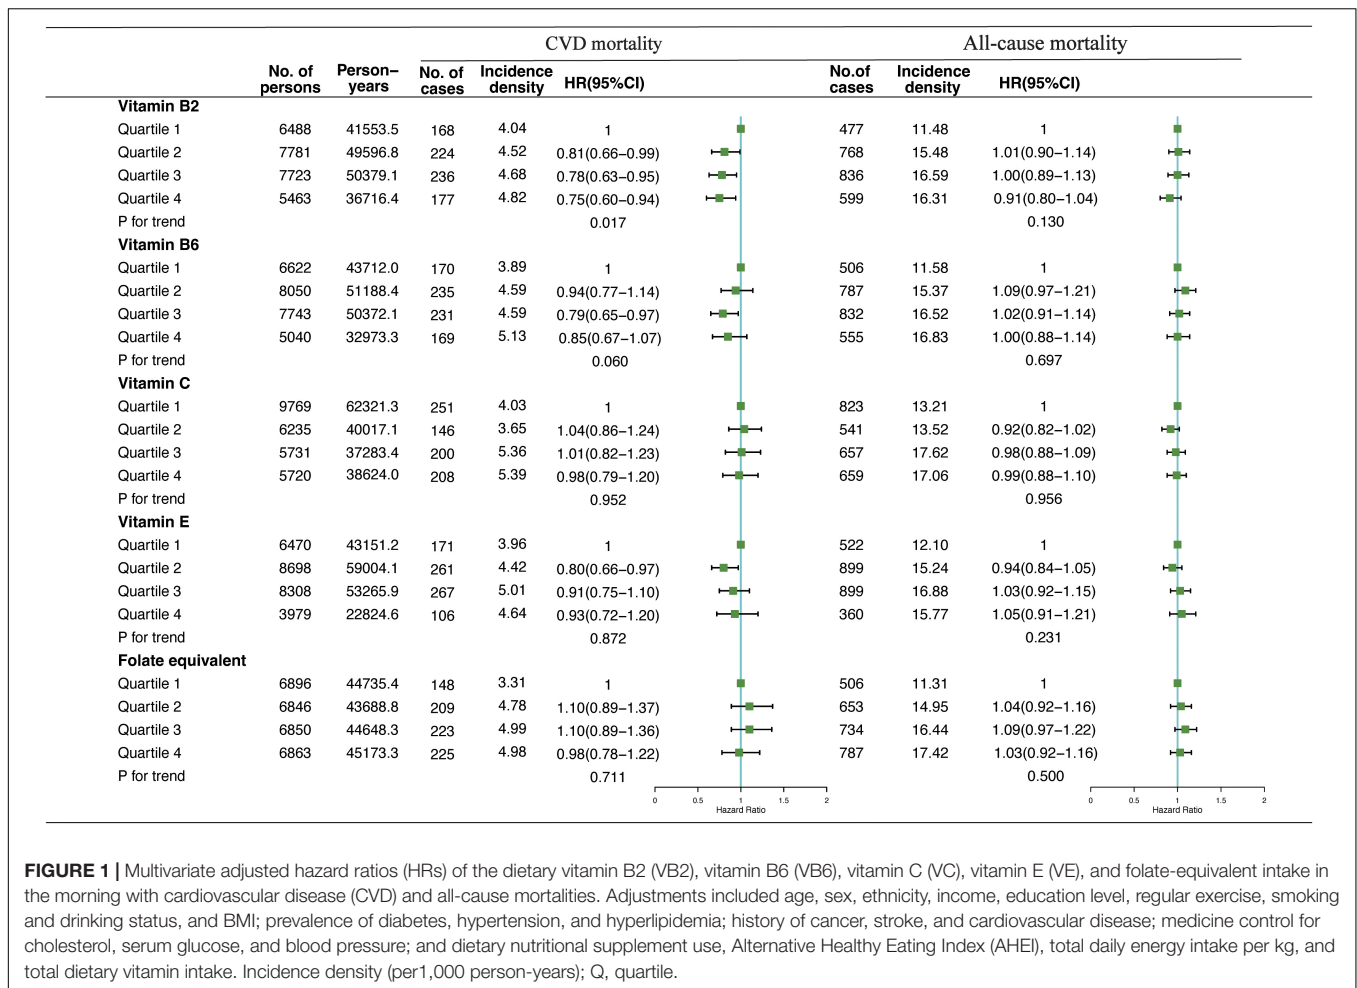 CVD mortality All-cause mortality
No. of persons Person– years No. of cases Incidence density HR(95%CI) No.of cases Incidence density HR(95%CI)
Vitamin B2
Quartile 1 6488 41553.5 168 4.04 1 477 11.48 1
Quartile 2 7781 49596.8 224 4.52 0.81(0.66–0.99) 768 15.48 1.01(0.90–1.14)
Quartile 3 7723 50379.1 236 4.68 0.78(0.63–0.95) 836 16.59 1.00(0.89–1.13)
Quartile 4 5463 36716.4 177 4.82 0.75(0.60–0.94) 599 16.31 0.91(0.80–1.04)
P for trend 0.017 0.130
Vitamin B6
Quartile 1 6622 43712.0 170 3.89 1 506 11.58 1
Quartile 2 8050 51188.4 235 4.59 0.94(0.77–1.14) 787 15.37 1.09(0.97–1.21)
Quartile 3 7743 50372.1 231 4.59 0.79(0.65–0.97) 832 16.52 1.02(0.91–1.14)
Quartile 4 5040 32973.3 169 5.13 0.85(0.67–1.07) 555 16.83 1.00(0.88–1.14)
P for trend 0.060 0.697
Vitamin C
Quartile 1 9769 62321.3 251 4.03 1 823 13.21 1
Quartile 2 6235 40017.1 146 3.65 1.04(0.86–1.24) 541 13.52 0.92(0.82–1.02)
Quartile 3 5731 37283.4 200 5.36 1.01(0.82–1.23) 657 17.62 0.98(0.88–1.09)
Quartile 4 5720 38624.0 208 5.39 0.98(0.79–1.20) 659 17.06 0.99(0.88–1.10)
P for trend 0.952 0.956
Vitamin E
Quartile 1 6470 43151.2 171 3.96 1 522 12.10 1
Quartile 2 8698 59004.1 261 4.42 0.80(0.66–0.97) 899 15.24 0.94(0.84–1.05)
Quartile 3 8308 53265.9 267 5.01 0.91(0.75–1.10) 899 16.88 1.03(0.92–1.15)
Quartile 4 3979 22824.6 106 4.64 0.93(0.72–1.20) 360 15.77 1.05(0.91–1.21)
P for trend 0.872 0.231
Folate equivalent
Quartile 1 6896 44735.4 148 3.31 1 506 11.31 1
Quartile 2 6846 43688.8 209 4.78 1.10(0.89–1.37) 653 14.95 1.04(0.92–1.16)
Quartile 3 6850 44648.3 223 4.99 1.10(0.89–1.36) 734 16.44 1.09(0.97–1.22)
Quartile 4 6863 45173.3 225 4.98 0.98(0.78–1.22) 787 17.42 1.03(0.92–1.16)
P for trend 0.711 0.500
0 0.5 1 1.5 2 0 0.5 1 1.5 2
Hazard Ratio Hazard Ratio
FIGURE 1 | Multivariate adjusted hazard ratios (HRs) of the dietary vitamin B2 (VB2), vitamin B6 (VB6), vitamin C (VC), vitamin E (VE), and folate-equivalent intake in
the morning with cardiovascular disease (CVD) and all-cause mortalities. Adjustments included age, sex, ethnicity, income, education level, regular exercise, smoking
and drinking status, and BMI; prevalence of diabetes, hypertension, and hyperlipidemia; history of cancer, stroke, and cardiovascular disease; medicine control for
cholesterol, serum glucose, and blood pressure; and dietary nutritional supplement use, Alternative Healthy Eating Index (AHEI), total daily energy intake per kg, and
total dietary vitamin intake. Incidence density (per1,000 person-years); Q, quartile.